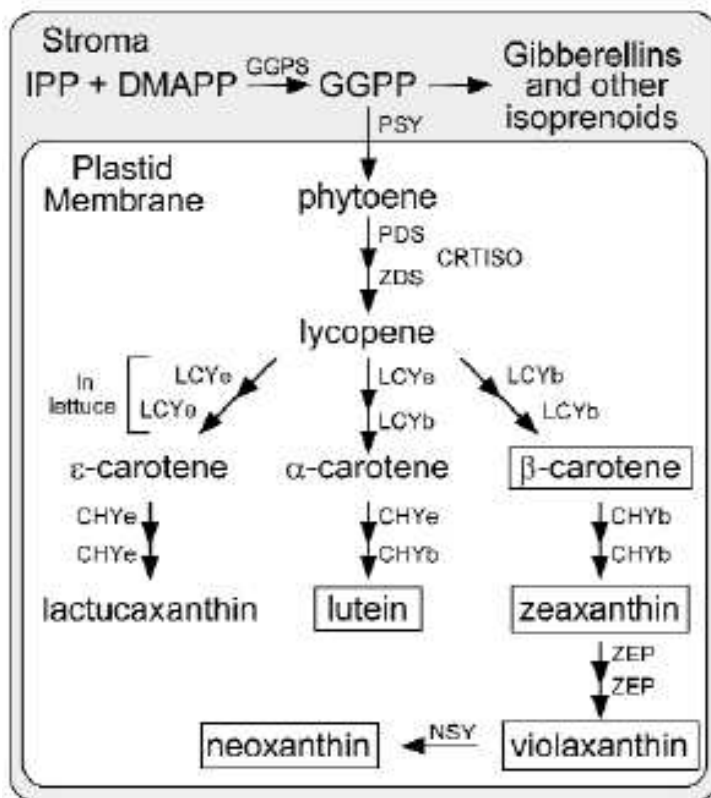 Stroma
IPP + DMAPP
GGPS
GGPP
Gibberellins
and other
isoprenoids
PSY
Plastid
Membrane
phytoene
PDS
CRTISO
ZDS
lycopene
In
lettuce
LCYe
LCYe
LCYe
LCYb
LCYb
LCYb
ε-carotene
α-carotene
β-carotene
CHYe
CHYe
CHYe
CHYb
CHYb
CHYb
lactucaxanthin
lutein
zeaxanthin
ZEP
ZEP
neoxanthin
NSY
violaxanthin